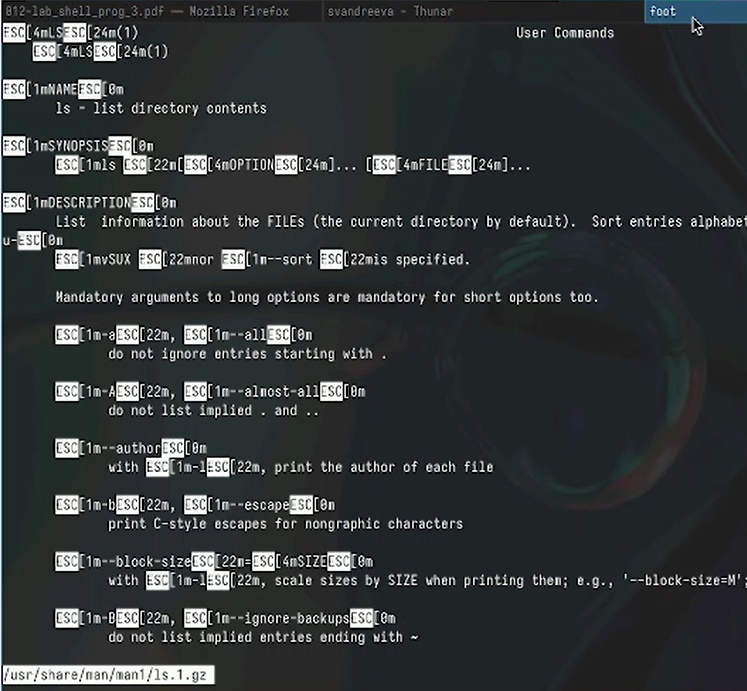 012-lab_shell_prog_3.pdf — Mozilla Firefox svandreeva - Thunar foot
ESC[4mLSESC[24m(1) User Commands
ESC[4mLSESC[24m(1)
ESC[1mNAMEESC[0m
ls - list directory contents
ESC[1mSYNOPSISESC[0m
ESC[1mls ESC[22m[ESC[4mOPTIONESC[24m]... [ESC[4mFILEESC[24m]...
ESC[1mDESCRIPTIONESC[0m
List  information about the FILEs (the current directory by default).  Sort entries alphabet
u-ESC[0m
ESC[1mvSUX ESC[22mnor ESC[1m--sort ESC[22mis specified.
Mandatory arguments to long options are mandatory for short options too.
ESC[1m-aESC[22m, ESC[1m--allESC[0m
do not ignore entries starting with .
ESC[1m-AESC[22m, ESC[1m--almost-allESC[0m
do not list implied . and ..
ESC[1m--authorESC[0m
with ESC[1m-lESC[22m, print the author of each file
ESC[1m-bESC[22m, ESC[1m--escapeESC[0m
print C-style escapes for nongraphic characters
ESC[1m--block-sizeESC[22m=ESC[4mSIZEESC[0m
with ESC[1m-lESC[22m, scale sizes by SIZE when printing them; e.g., '--block-size=M';
ESC[1m-BESC[22m, ESC[1m--ignore-backupsESC[0m
do not list implied entries ending with ~
/usr/share/man/man1/ls.1.gz